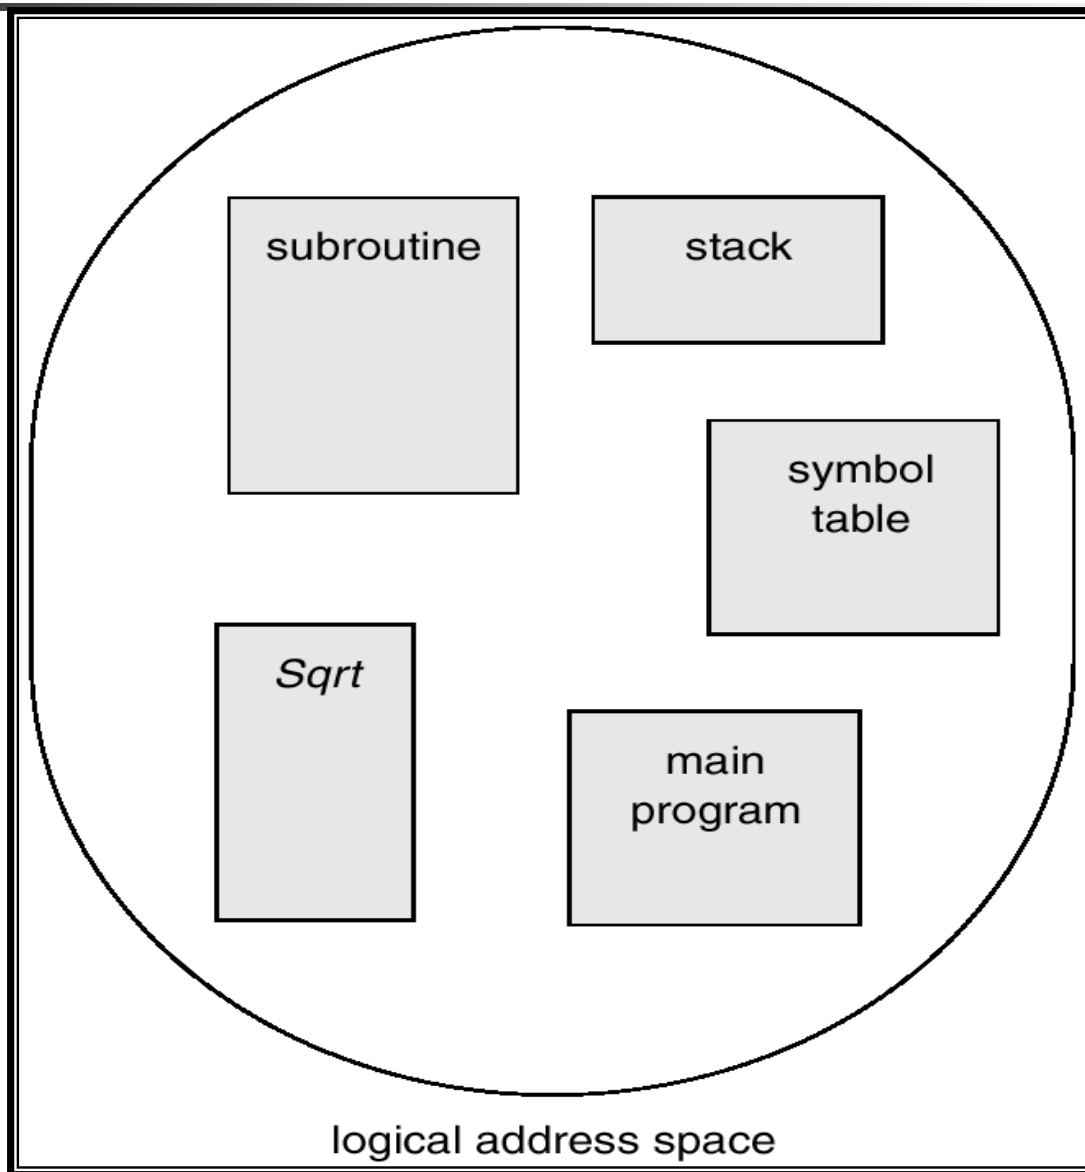 subroutine
stack
symbol
table
Sqrt
main
program
logical address space